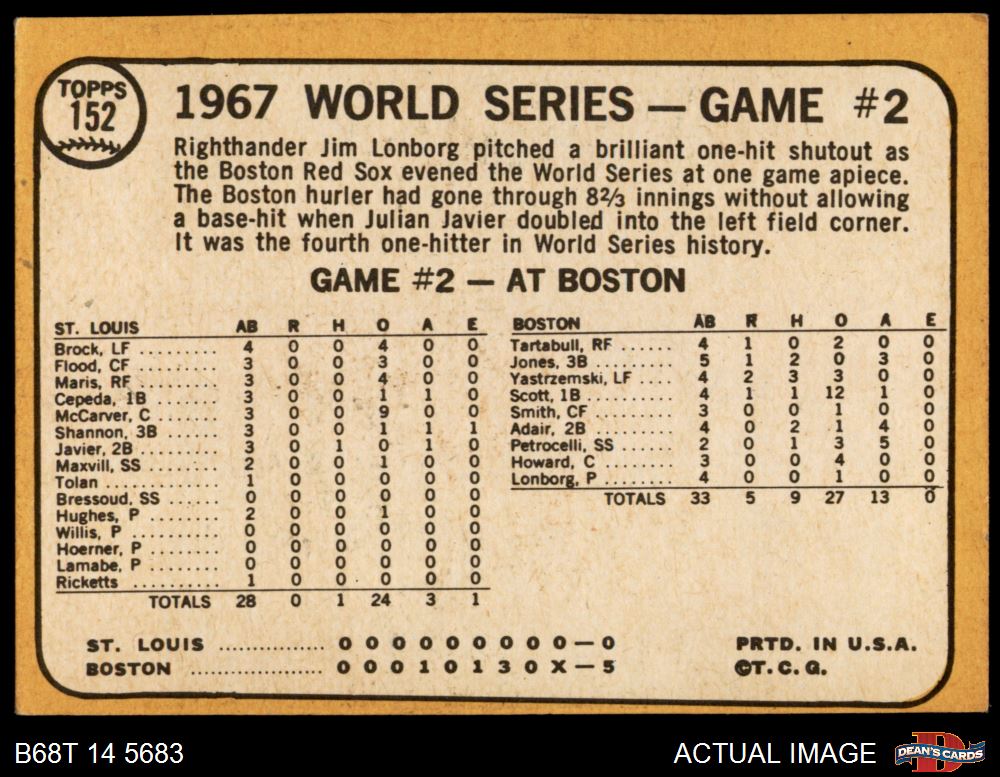 TOPPS
152
1967 WORLD SERIES — GAME #2
Righthander Jim Lonborg pitched a brilliant one-hit shutout as
the Boston Red Sox evened the World Series at one game apiece.
The Boston hurler had gone through 8⅔ innings without allowing
a base-hit when Julian Javier doubled into the left field corner.
It was the fourth one-hitter in World Series history.
GAME #2 — AT BOSTON
ST. LOUIS AB R H O A E
Brock, LF ......... 4 0 0 4 0 0
Flood, CF ......... 3 0 0 3 0 0
Maris, RF ......... 3 0 0 4 0 0
Cepeda, 1B ........ 3 0 0 1 1 0
McCarver, C ....... 3 0 0 9 0 0
Shannon, 3B ...... 3 0 0 1 1 1
Javier, 2B ........ 3 0 1 0 1 0
Maxvill, SS ....... 2 0 0 1 0 0
Tolan ............. 1 0 0 0 0 0
Bressoud, SS ...... 0 0 0 0 0 0
Hughes, P ......... 2 0 0 1 0 0
Willis, P ......... 0 0 0 0 0 0
Hoerner, P ........ 0 0 0 0 0 0
Lamabe, P ......... 0 0 0 0 0 0
Ricketts .......... 1 0 0 0 0 0
TOTALS 28 0 1 24 3 1
BOSTON AB R H O A E
Tartabull, RF ...... 4 1 0 2 0 0
Jones, 3B ......... 5 1 2 0 3 0
Yastrzemski, LF .... 4 2 3 3 0 0
Scott, 1B ......... 4 1 1 12 1 0
Smith, CF ......... 3 0 0 1 0 0
Adair, 2B ......... 4 0 2 1 4 0
Petrocelli, SS ...... 2 0 1 3 5 0
Howard, C ........ 3 0 0 4 0 0
Lonborg, P ........ 4 0 0 1 0 0
TOTALS 33 5 9 27 13 0
ST. LOUIS ................ 0 0 0 0 0 0 0 0 0 — 0
BOSTON .................... 0 0 0 1 0 1 3 0 X — 5
PRTD. IN U.S.A.
©T. C. G.
B68T 14 5683
ACTUAL IMAGE
D
DEAN'S CARDS